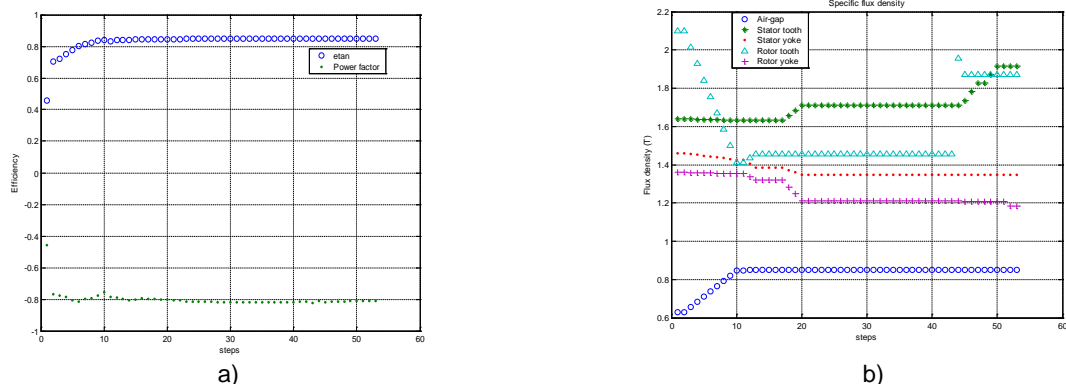 1
0.8
0.6
0.4
0.2
0
-0.2
-0.4
-0.6
-0.8
-1
Efficiency
0 10 20 30 40 50 60
steps
etan
Power factor
a)
Specific flux density
2.2
2
1.8
1.6
1.4
1.2
1
0.8
0.6
Flux density (T)
0 10 20 30 40 50 60
steps
Air-gap
Stator tooth
Stator yoke
Rotor tooth
Rotor yoke
b)